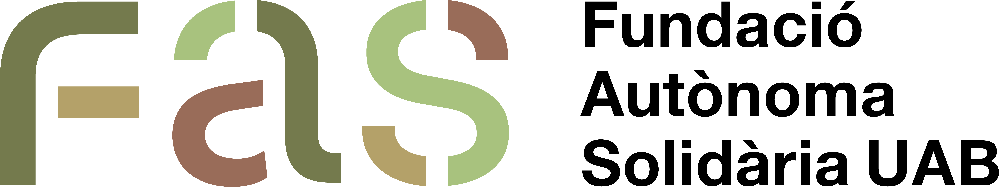 Fas
Fundació
Autònoma
Solidària UAB